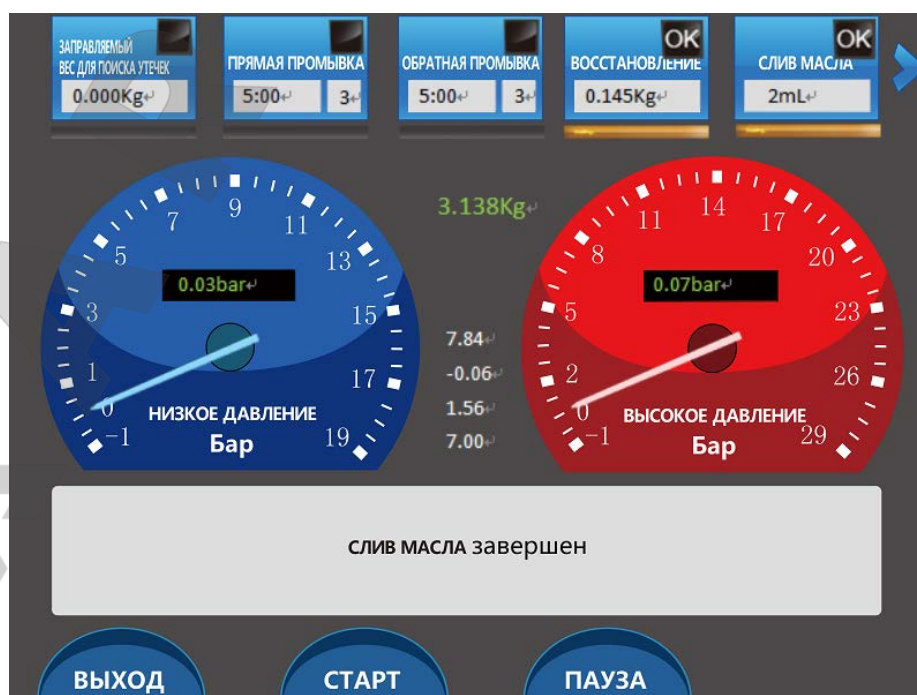 ЗАПРАВЛЯЕМЫЙ
ВЕС ДЛЯ ПОИСКА УТЕЧЕК
0.000Kg↵
ПРЯМАЯ ПРОМЫВКА
5:00↵ 3↵
ОБРАТНАЯ ПРОМЫВКА
5:00↵ 3↵
OK
ВОССТАНОВЛЕНИЕ
0.145Kg↵
OK
СЛИВ МАСЛА
2mL↵
-1 0 1 3 5 7 9 11 13 15 17 19
0.03bar↵
НИЗКОЕ ДАВЛЕНИЕ
Бар
3.138Kg↵
7.84↵
-0.06↵
1.56↵
7.00↵
-1 0 2 5 8 11 14 17 20 23 26 29
0.07bar↵
ВЫСОКОЕ ДАВЛЕНИЕ
Бар
СЛИВ МАСЛА завершен
ВЫХОД
СТАРТ
ПАУЗА